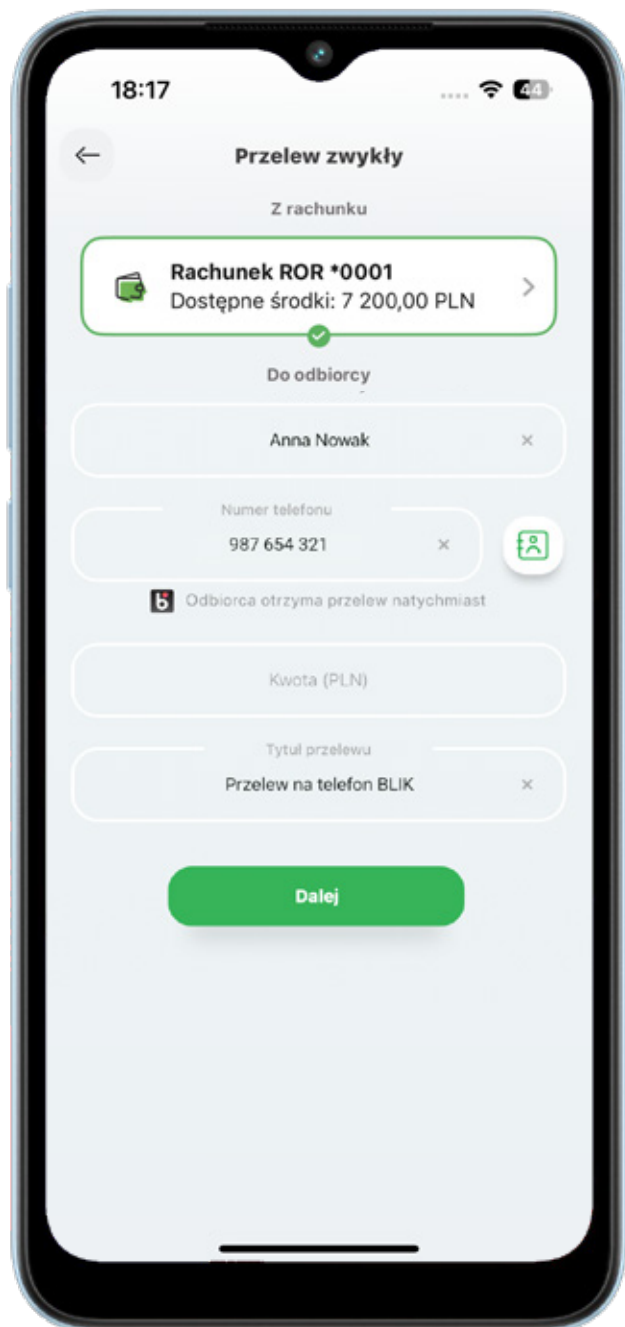 18:17
44
Przelew zwykły
Z rachunku
Rachunek ROR *0001
Dostępne środki: 7 200,00 PLN
Do odbiorcy
Anna Nowak
Numer telefonu
987 654 321
Odbiorca otrzyma przelew natychmiast
Kwota (PLN)
Tytuł przelewu
Przelew na telefon BLIK
Dalej